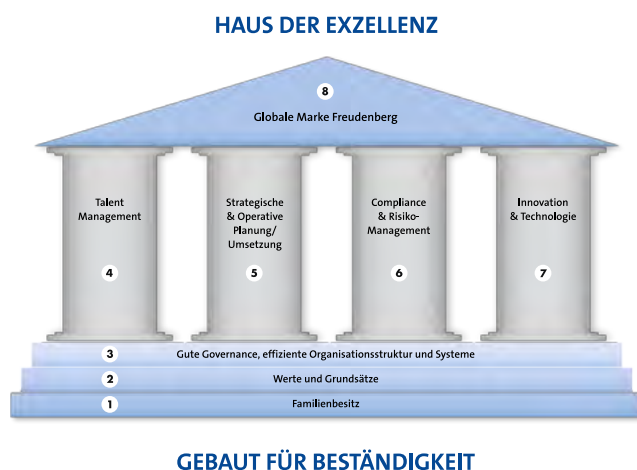 HAUS DER EXZELLENZ
8
Globale Marke Freudenberg
Talent
Management
4
Strategische
& Operative
Planung/
Umsetzung
5
Compliance
& Risiko-
Management
6
Innovation
& Technologie
7
3 Gute Governance, effiziente Organisationsstruktur und Systeme
2 Werte und Grundsätze
1 Familienbesitz
GEBAUT FÜR BESTÄNDIGKEIT